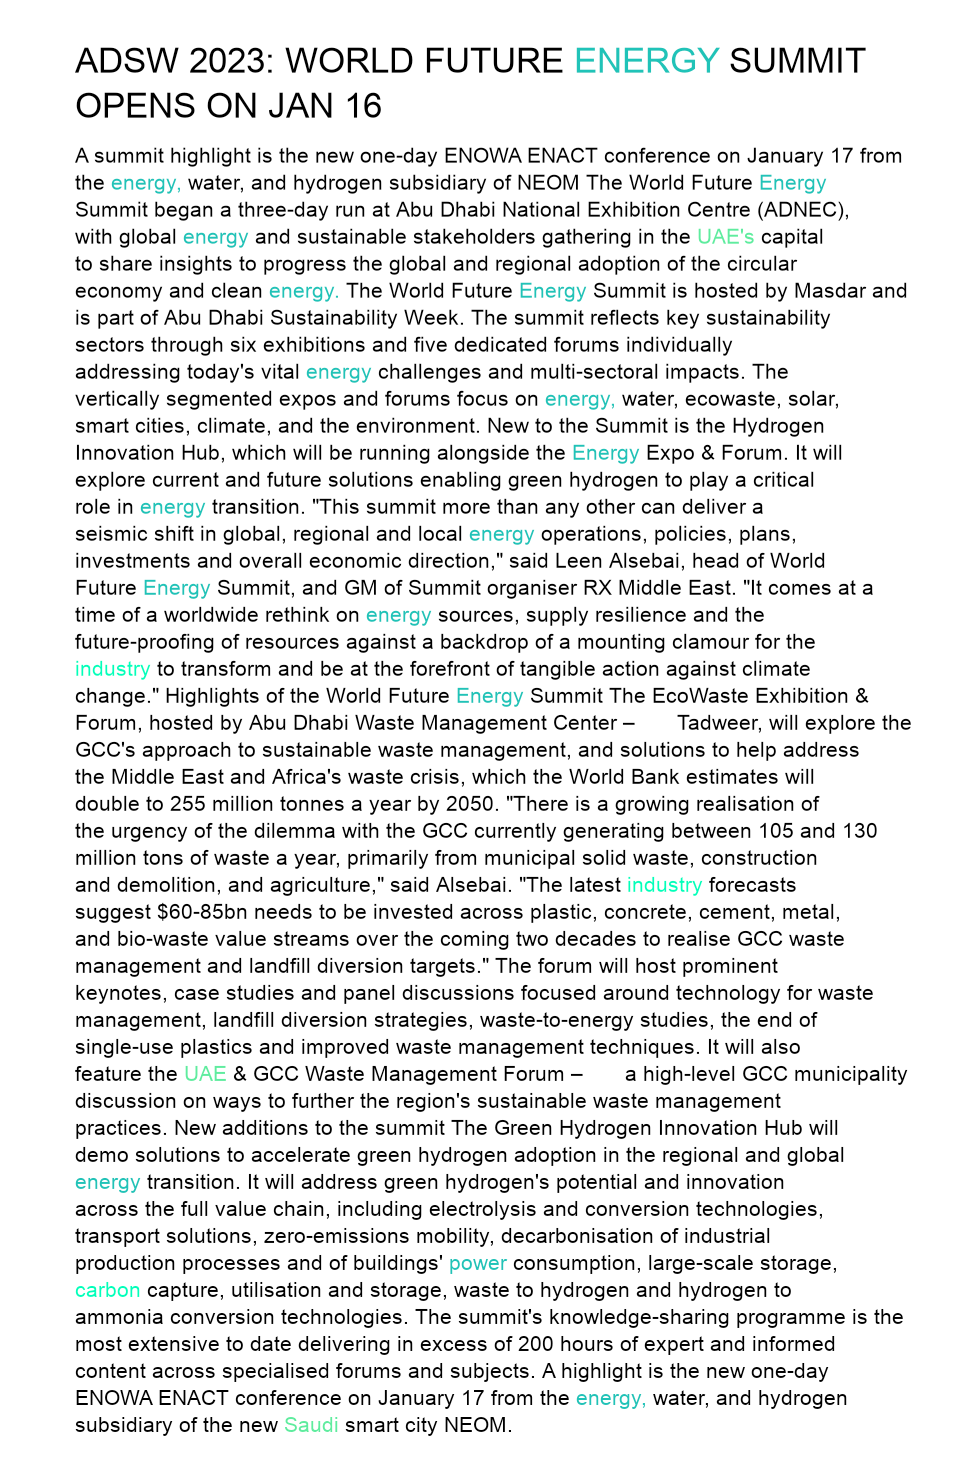 ADSW 2023: WORLD FUTURE ENERGY SUMMIT
OPENS ON JAN 16
A summit highlight is the new one-day ENOWA ENACT conference on January 17 from
the energy, water, and hydrogen subsidiary of NEOM The World Future Energy
Summit began a three-day run at Abu Dhabi National Exhibition Centre (ADNEC),
with global energy and sustainable stakeholders gathering in the UAE's capital
to share insights to progress the global and regional adoption of the circular
economy and clean energy. The World Future Energy Summit is hosted by Masdar and
is part of Abu Dhabi Sustainability Week. The summit reflects key sustainability
sectors through six exhibitions and five dedicated forums individually
addressing today's vital energy challenges and multi-sectoral impacts. The
vertically segmented expos and forums focus on energy, water, ecowaste, solar,
smart cities, climate, and the environment. New to the Summit is the Hydrogen
Innovation Hub, which will be running alongside the Energy Expo & Forum. It will
explore current and future solutions enabling green hydrogen to play a critical
role in energy transition. "This summit more than any other can deliver a
seismic shift in global, regional and local energy operations, policies, plans,
investments and overall economic direction," said Leen Alsebai, head of World
Future Energy Summit, and GM of Summit organiser RX Middle East. "It comes at a
time of a worldwide rethink on energy sources, supply resilience and the
future-proofing of resources against a backdrop of a mounting clamour for the
industry to transform and be at the forefront of tangible action against climate
change." Highlights of the World Future Energy Summit The EcoWaste Exhibition &
Forum, hosted by Abu Dhabi Waste Management Center – Tadweer, will explore the
GCC's approach to sustainable waste management, and solutions to help address
the Middle East and Africa's waste crisis, which the World Bank estimates will
double to 255 million tonnes a year by 2050. "There is a growing realisation of
the urgency of the dilemma with the GCC currently generating between 105 and 130
million tons of waste a year, primarily from municipal solid waste, construction
and demolition, and agriculture," said Alsebai. "The latest industry forecasts
suggest $60-85bn needs to be invested across plastic, concrete, cement, metal,
and bio-waste value streams over the coming two decades to realise GCC waste
management and landfill diversion targets." The forum will host prominent
keynotes, case studies and panel discussions focused around technology for waste
management, landfill diversion strategies, waste-to-energy studies, the end of
single-use plastics and improved waste management techniques. It will also
feature the UAE & GCC Waste Management Forum – a high-level GCC municipality
discussion on ways to further the region's sustainable waste management
practices. New additions to the summit The Green Hydrogen Innovation Hub will
demo solutions to accelerate green hydrogen adoption in the regional and global
energy transition. It will address green hydrogen's potential and innovation
across the full value chain, including electrolysis and conversion technologies,
transport solutions, zero-emissions mobility, decarbonisation of industrial
production processes and of buildings' power consumption, large-scale storage,
carbon capture, utilisation and storage, waste to hydrogen and hydrogen to
ammonia conversion technologies. The summit's knowledge-sharing programme is the
most extensive to date delivering in excess of 200 hours of expert and informed
content across specialised forums and subjects. A highlight is the new one-day
ENOWA ENACT conference on January 17 from the energy, water, and hydrogen
subsidiary of the new Saudi smart city NEOM.